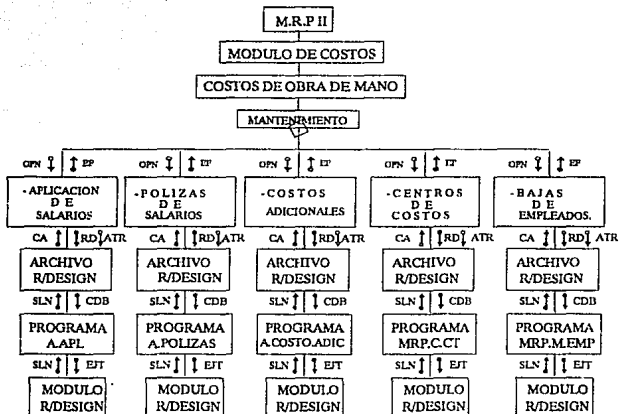 M.R.P II
MODULO DE COSTOS
COSTOS DE OBRA DE MANO
MANTENIMIENTO
OPN EF OPN EF OPN EF OPN EF OPN EF
-APLICACION -POLIZAS -COSTOS -CENTROS -BAJAS
DE DE ADICIONALES DE DE
SALARIOS SALARIOS COSTOS EMPLEADOS.
CA RD ATR CA RD ATR CA RD ATR CA RD ATR CA RD ATR
ARCHIVO ARCHIVO ARCHIVO ARCHIVO ARCHIVO
R/DESIGN R/DESIGN R/DESIGN R/DESIGN R/DESIGN
SLN CDB SLN CDB SLN CDB SLN CDB SLN CDB
PROGRAMA PROGRAMA PROGRAMA PROGRAMA PROGRAMA
A.APL A.POLIZAS A.COSTO.ADIC MRP.C.CT MRP.M.EMP
SLN EJT SLN EJT SLN EJT SLN EJT SLN EJT
MODULO MODULO MODULO MODULO MODULO
R/DESIGN R/DESIGN R/DESIGN R/DESIGN R/DESIGN